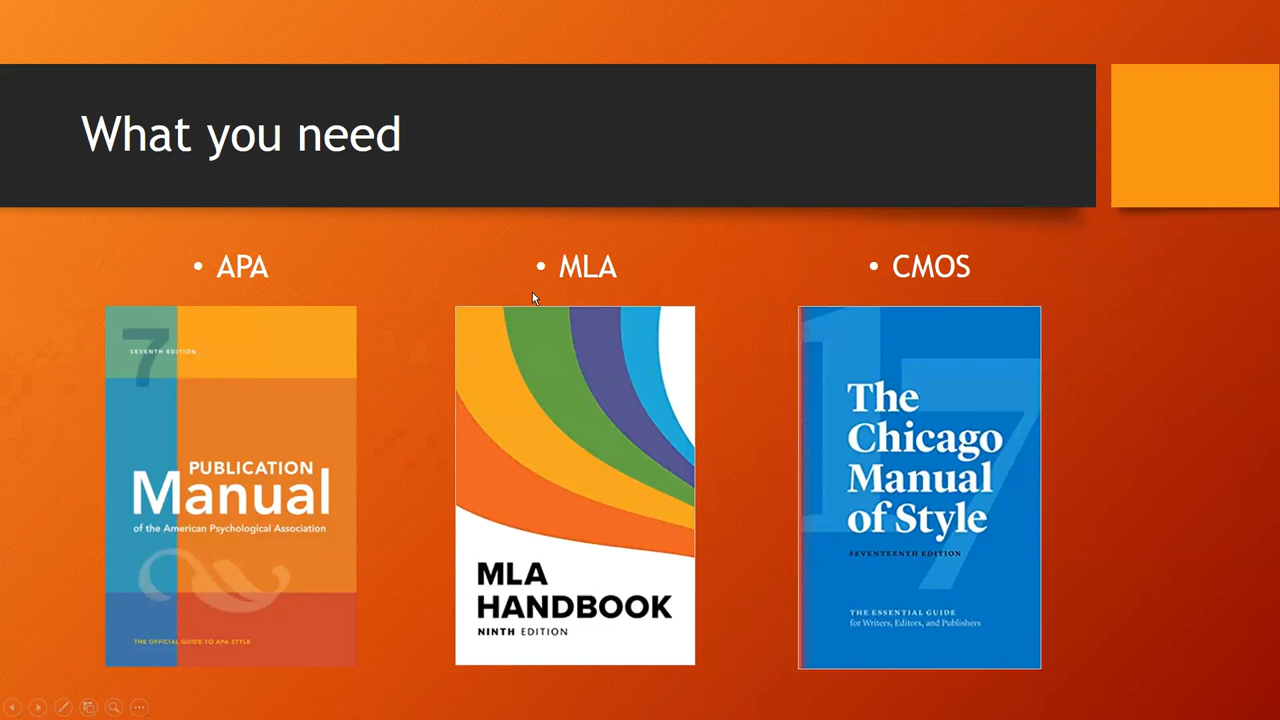 What you need
• APA
• MLA
• CMOS
7
SEVENTH EDITION
PUBLICATION
Manual
of the American Psychological Association
THE OFFICIAL GUIDE TO APA STYLE
MLA
HANDBOOK
NINTH EDITION
17
The
Chicago
Manual
of Style
SEVENTEENTH EDITION
THE ESSENTIAL GUIDE
for Writers, Editors, and Publishers